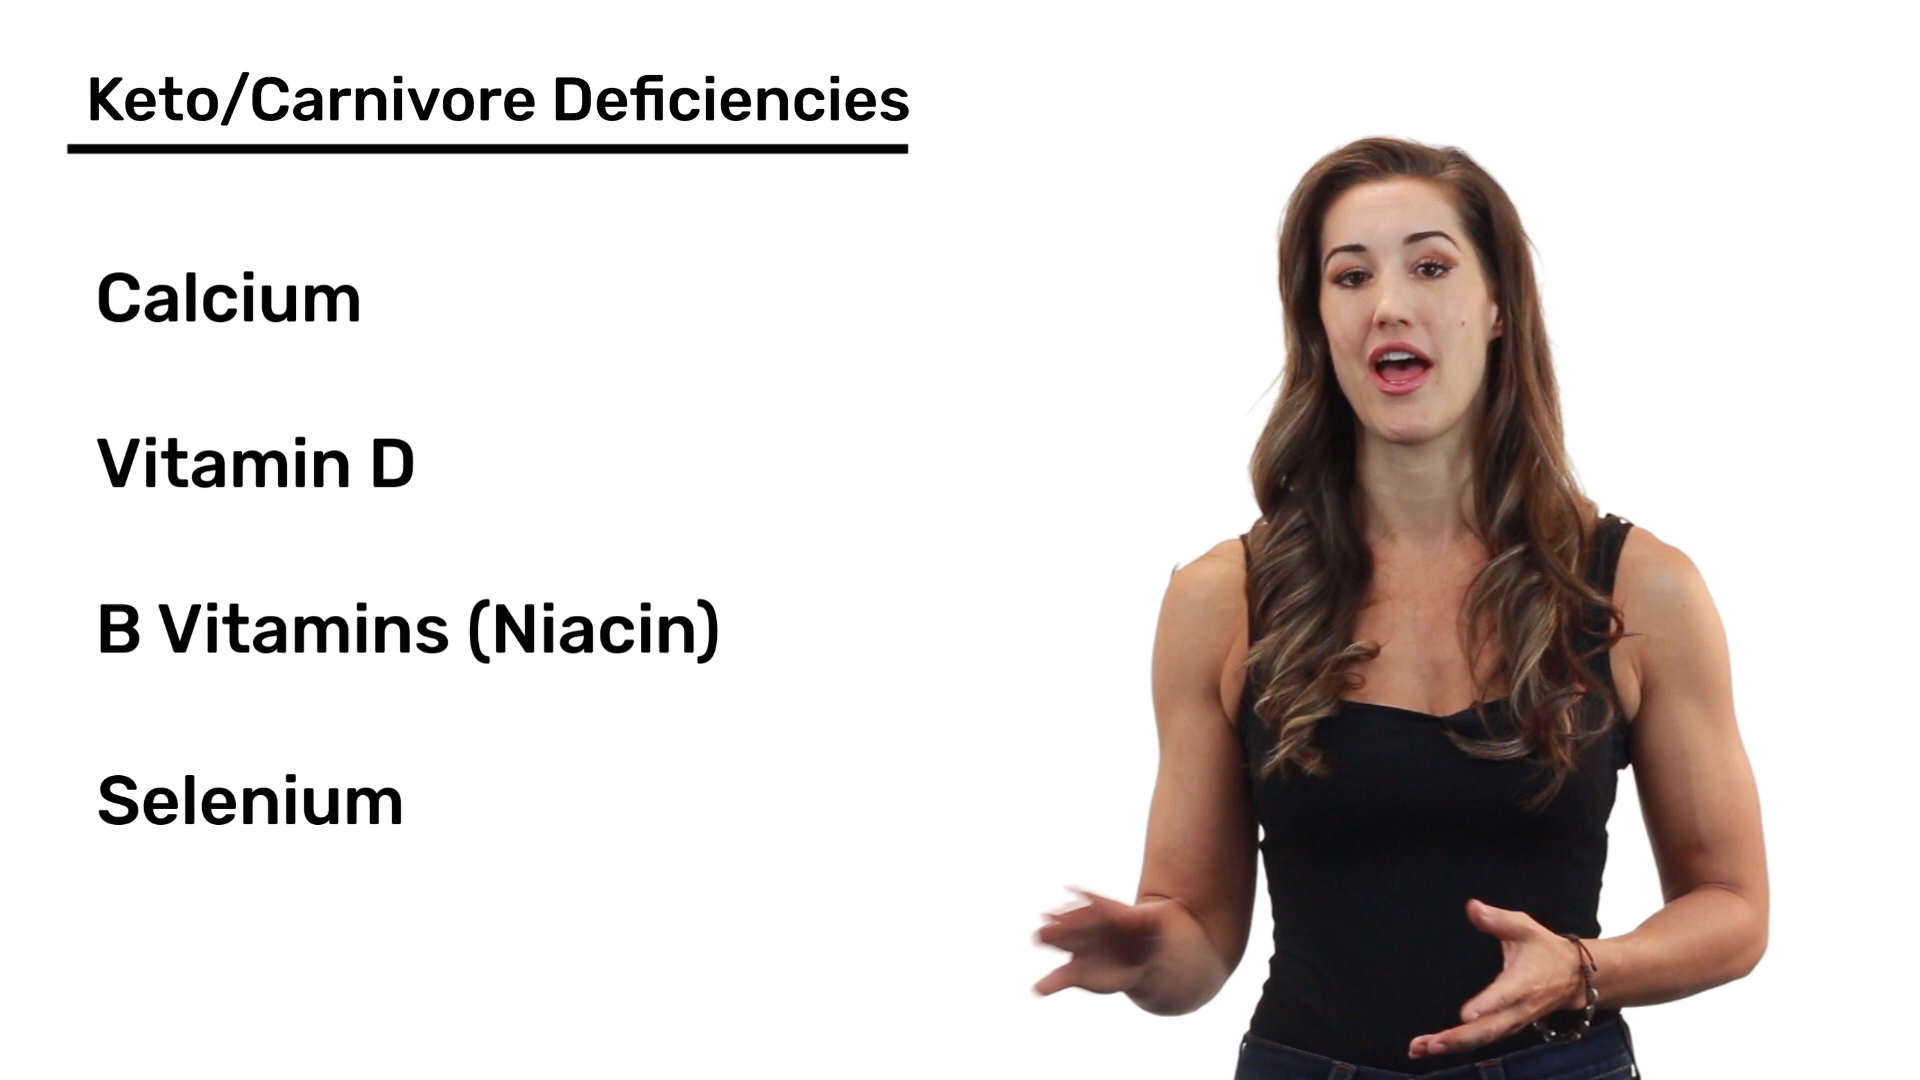 Keto/Carnivore Deficiencies
Calcium
Vitamin D
B Vitamins (Niacin)
Selenium